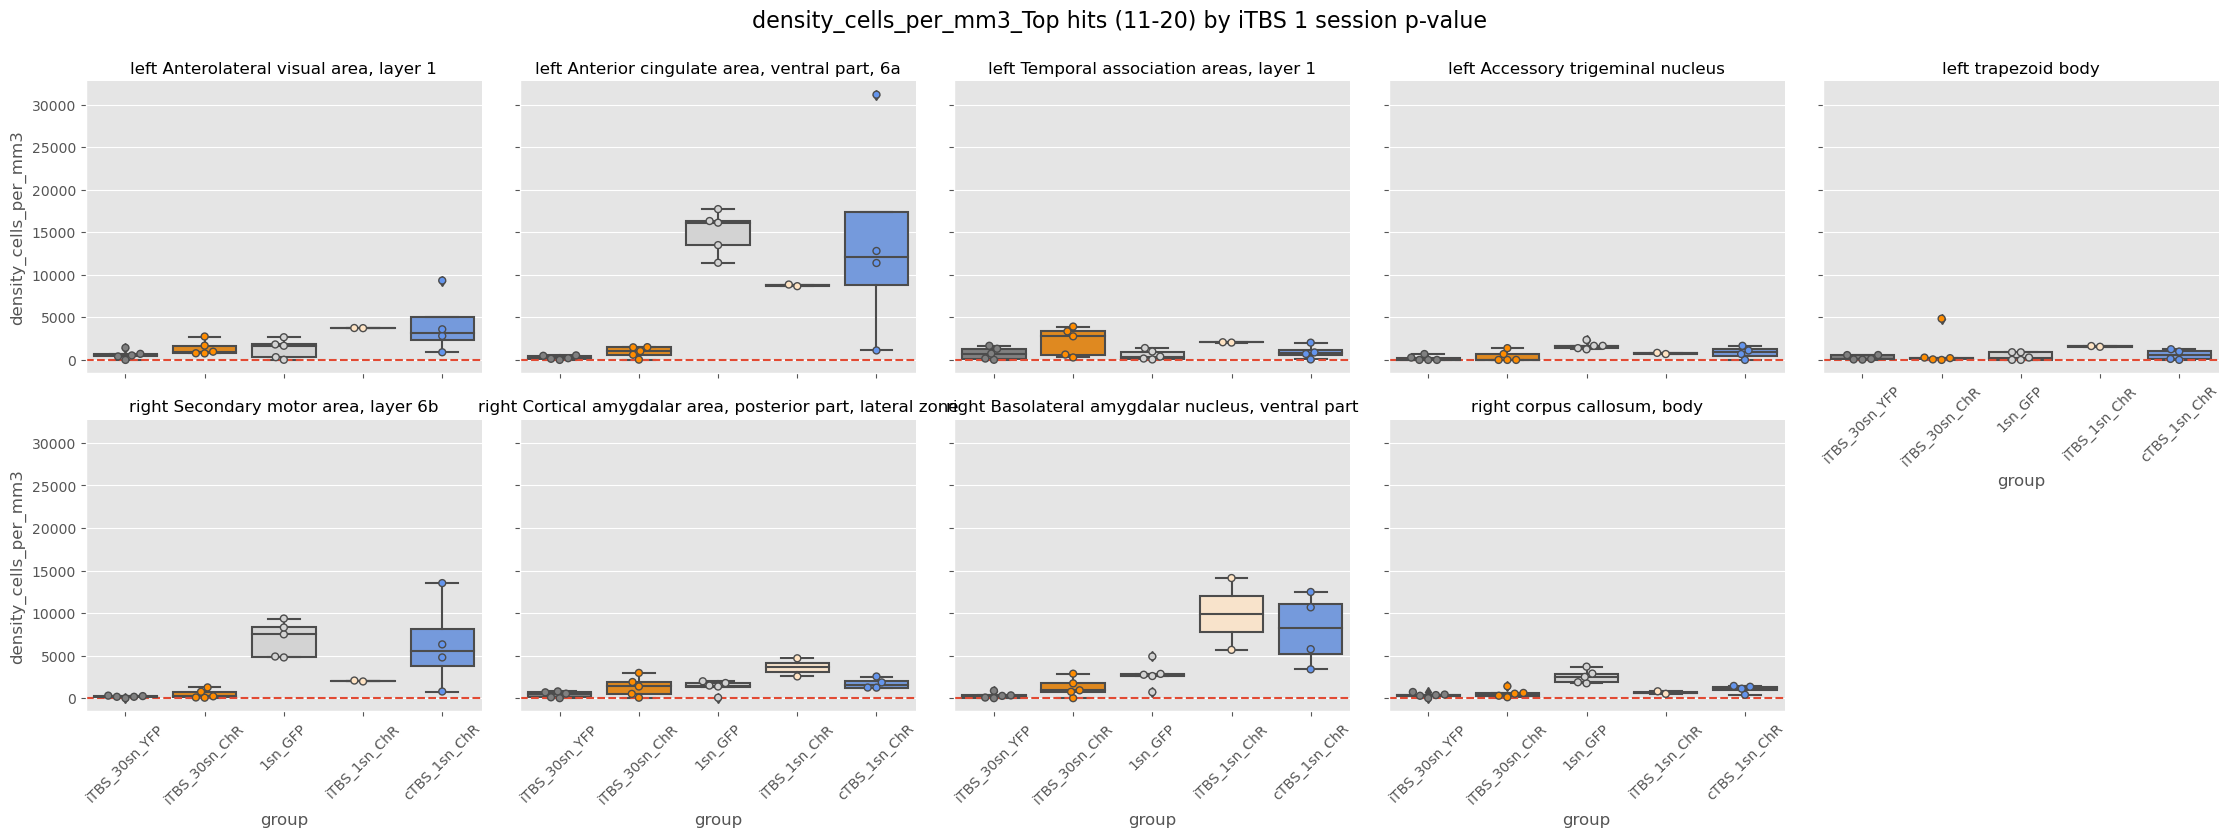 density_cells_per_mm3_Top hits (11-20) by iTBS 1 session p-value
left Anterolateral visual area, layer 1
left Anterior cingulate area, ventral part, 6a
left Temporal association areas, layer 1
left Accessory trigeminal nucleus
left trapezoid body
density_cells_per_mm3
30000
25000
20000
15000
10000
5000
0
iTBS_30sn_YFP
iTBS_30sn_ChR
1sn_GFP
iTBS_1sn_ChR
cTBS_1sn_ChR
group
right Secondary motor area, layer 6b
right Cortical amygdalar area, posterior part, lateral zone
right Basolateral amygdalar nucleus, ventral part
right corpus callosum, body
density_cells_per_mm3
30000
25000
20000
15000
10000
5000
0
iTBS_30sn_YFP
iTBS_30sn_ChR
1sn_GFP
iTBS_1sn_ChR
cTBS_1sn_ChR
group
iTBS_30sn_YFP
iTBS_30sn_ChR
1sn_GFP
iTBS_1sn_ChR
cTBS_1sn_ChR
group
iTBS_30sn_YFP
iTBS_30sn_ChR
1sn_GFP
iTBS_1sn_ChR
cTBS_1sn_ChR
group
iTBS_30sn_YFP
iTBS_30sn_ChR
1sn_GFP
iTBS_1sn_ChR
cTBS_1sn_ChR
group